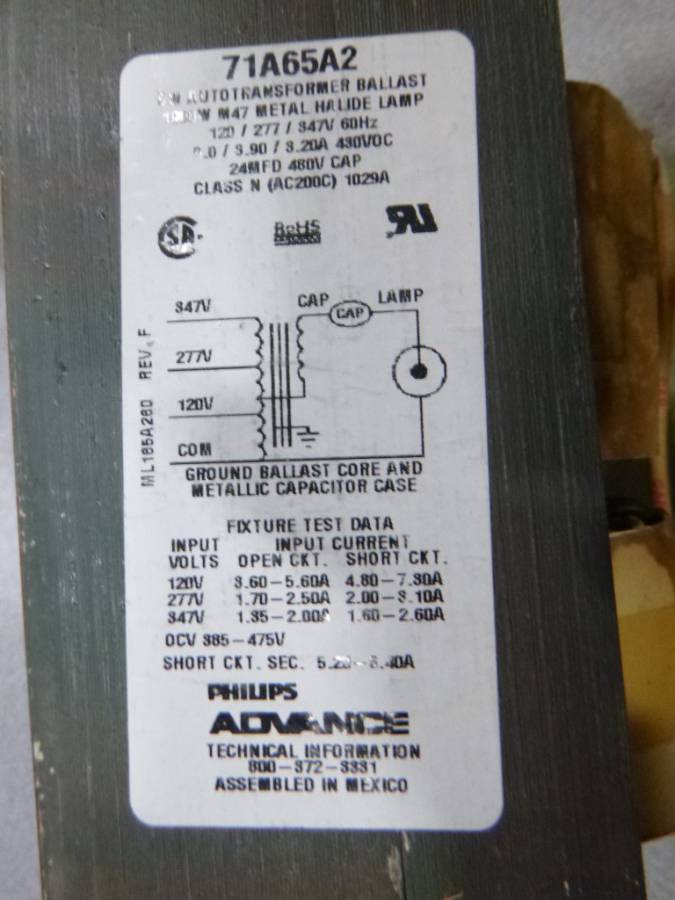 71A65A2
AUTOTRANSFORMER BALLAST
M47 METAL HALIDE LAMP
120 / 277 / 347V 60Hz
/ 3.90 / 3.20A 430VOC
24MFD 480V CAP
CLASS N (AC200C) 1029A
SA
RoHS
RU
347V
CAP
LAMP
CAP
277V
120V
COM
ML165A260 REV. F
GROUND BALLAST CORE AND
METALLIC CAPACITOR CASE
FIXTURE TEST DATA
INPUT INPUT CURRENT
VOLTS OPEN CKT. SHORT CKT.
120V 3.60-5.60A 4.80-7.30A
277V 1.70-2.50A 2.00-3.10A
347V 1.35-2.00A 1.60-2.60A
OCV 385-475V
SHORT CKT. SEC.
PHILIPS
ADVANCE
TECHNICAL INFORMATION
800-372-3331
ASSEMBLED IN MEXICO